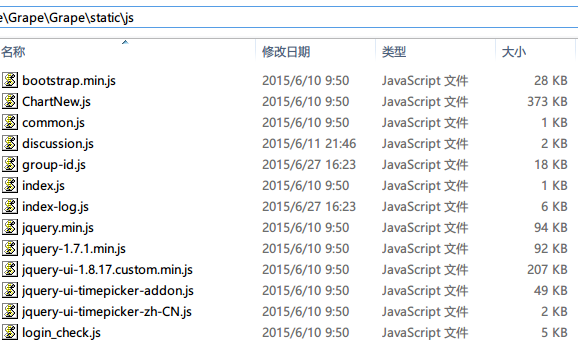 e\Grape\Grape\static\js
名称 修改日期 类型 大小
bootstrap.min.js 2015/6/10 9:50 JavaScript 文件 28 KB
ChartNew.js 2015/6/10 9:50 JavaScript 文件 373 KB
common.js 2015/6/10 9:50 JavaScript 文件 1 KB
discussion.js 2015/6/11 21:46 JavaScript 文件 2 KB
group-id.js 2015/6/27 16:23 JavaScript 文件 18 KB
index.js 2015/6/10 9:50 JavaScript 文件 1 KB
index-log.js 2015/6/27 16:23 JavaScript 文件 6 KB
jquery.min.js 2015/6/10 9:50 JavaScript 文件 94 KB
jquery-1.7.1.min.js 2015/6/10 9:50 JavaScript 文件 92 KB
jquery-ui-1.8.17.custom.min.js 2015/6/10 9:50 JavaScript 文件 207 KB
jquery-ui-timepicker-addon.js 2015/6/10 9:50 JavaScript 文件 49 KB
jquery-ui-timepicker-zh-CN.js 2015/6/10 9:50 JavaScript 文件 2 KB
login_check.js 2015/6/10 9:50 JavaScript 文件 5 KB